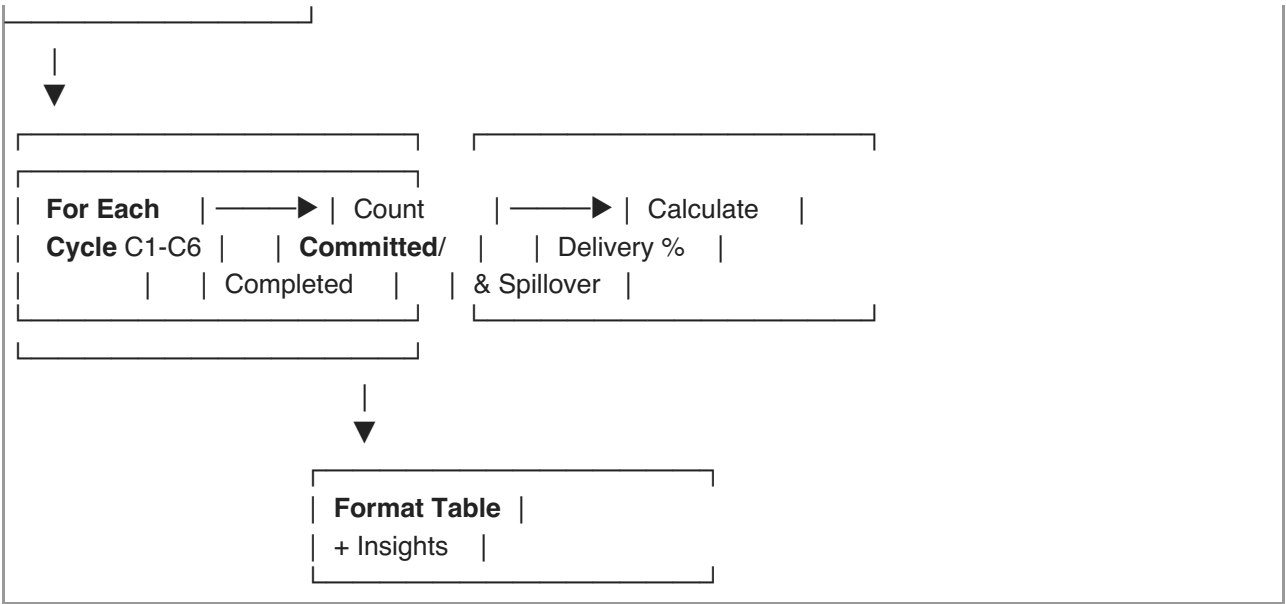 For Each | ────▶ | Count | ────▶ | Calculate |
Cycle C1-C6 | | Committed/ | | Delivery % |
| | Completed | | & Spillover |
Format Table |
+ Insights |